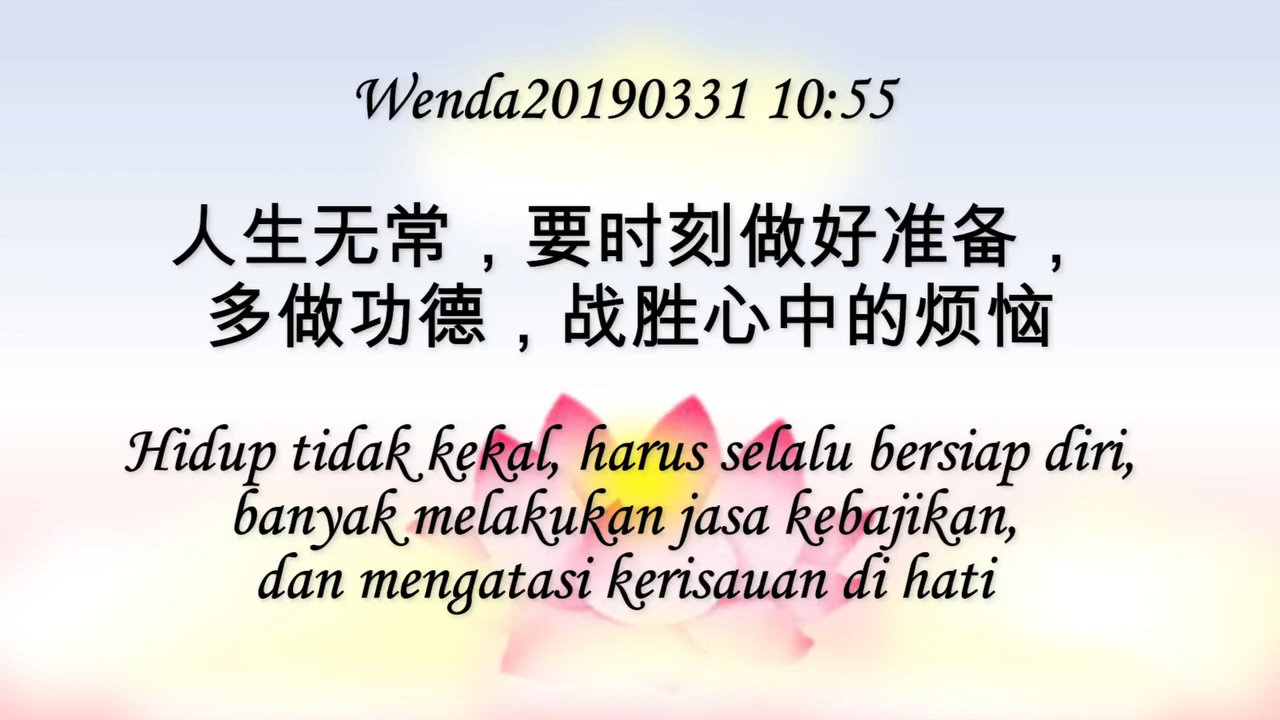 Wenda20190331 10:55
人生无常，要时刻做好准备，
多做功德，战胜心中的烦恼
Hidup tidak kekal, harus selalu bersiap diri,
banyak melakukan jasa kebajikan,
dan mengatasi kerisauan di hati